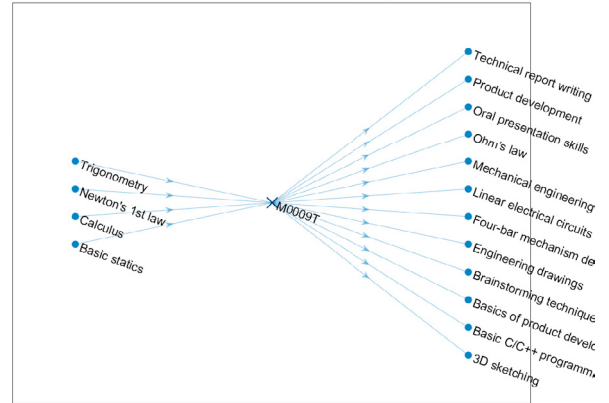 Trigonometry
Newton's 1st law
Calculus
Basic statics
M0009T
Technical report writing
Product development
Oral presentation skills
Ohm's law
Mechanical engineering
Linear electrical circuits
Four-bar mechanism de
Engineering drawings
Brainstorming technique
Basics of product develo
Basic C/C++ programm
3D sketching